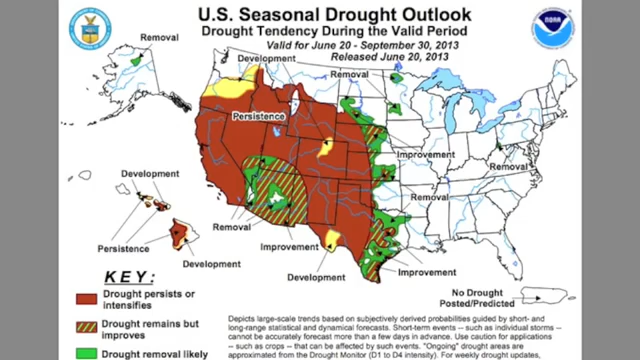 U.S. Seasonal Drought Outlook
Drought Tendency During the Valid Period
Valid for June 20 - September 30, 2013
Released June 20, 2013
NOAA
Removal
Development
Removal
Persistence
Improvement
Removal
Development
Removal
Removal
Persistence
Improvement
Development
Improvement
Development
No Drought
Posted/Predicted
KEY:
Drought persists or
intensifies
Drought remains but
improves
Drought removal likely
Depicts large-scale trends based on subjectively derived probabilities guided by short- and
long-range statistical and dynamical forecasts. Short-term events -- such as individual storms --
cannot be accurately forecast more than a few days in advance. Use caution for applications
-- such as crops -- that can be affected by such events. "Ongoing" drought areas are
approximated from the Drought Monitor (D1 to D4 intensity). For weekly drought updates,